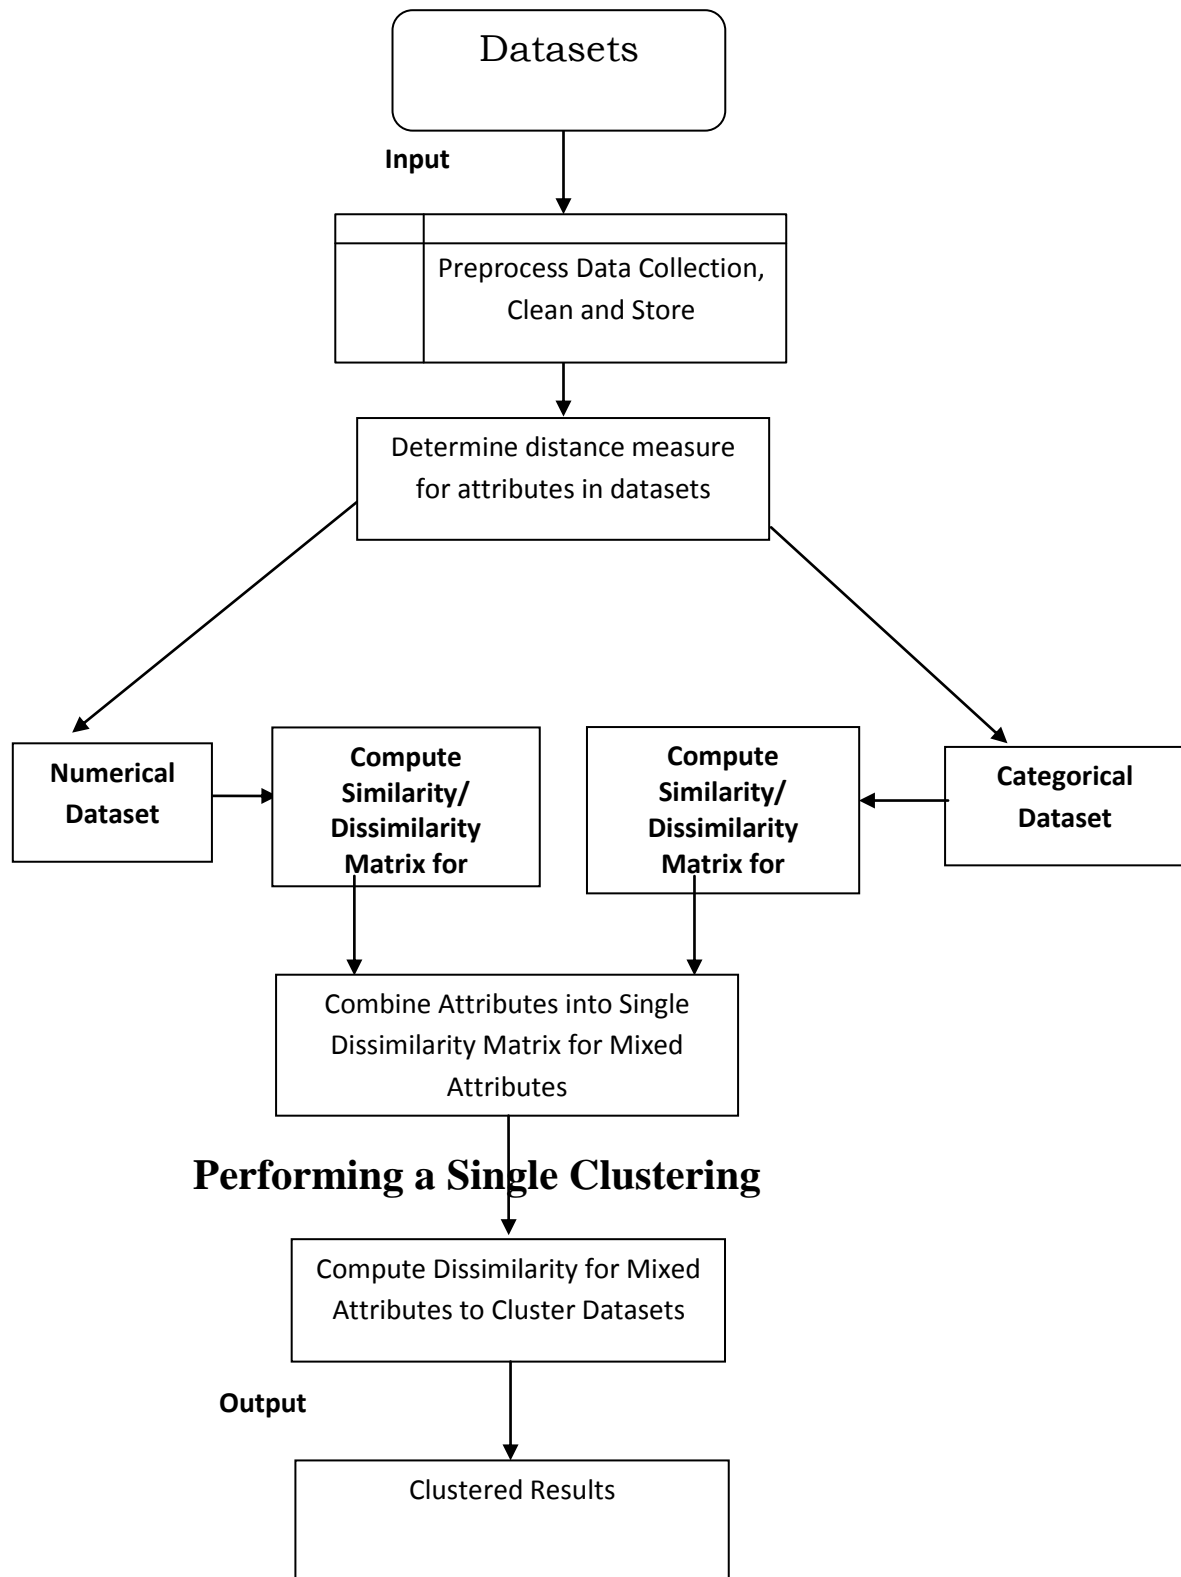 Datasets
Input
Preprocess Data Collection,
Clean and Store
Determine distance measure
for attributes in datasets
Numerical
Dataset
Compute
Similarity/
Dissimilarity
Matrix for
Compute
Similarity/
Dissimilarity
Matrix for
Categorical
Dataset
Combine Attributes into Single
Dissimilarity Matrix for Mixed
Attributes
Performing a Single Clustering
Compute Dissimilarity for Mixed
Attributes to Cluster Datasets
Output
Clustered Results